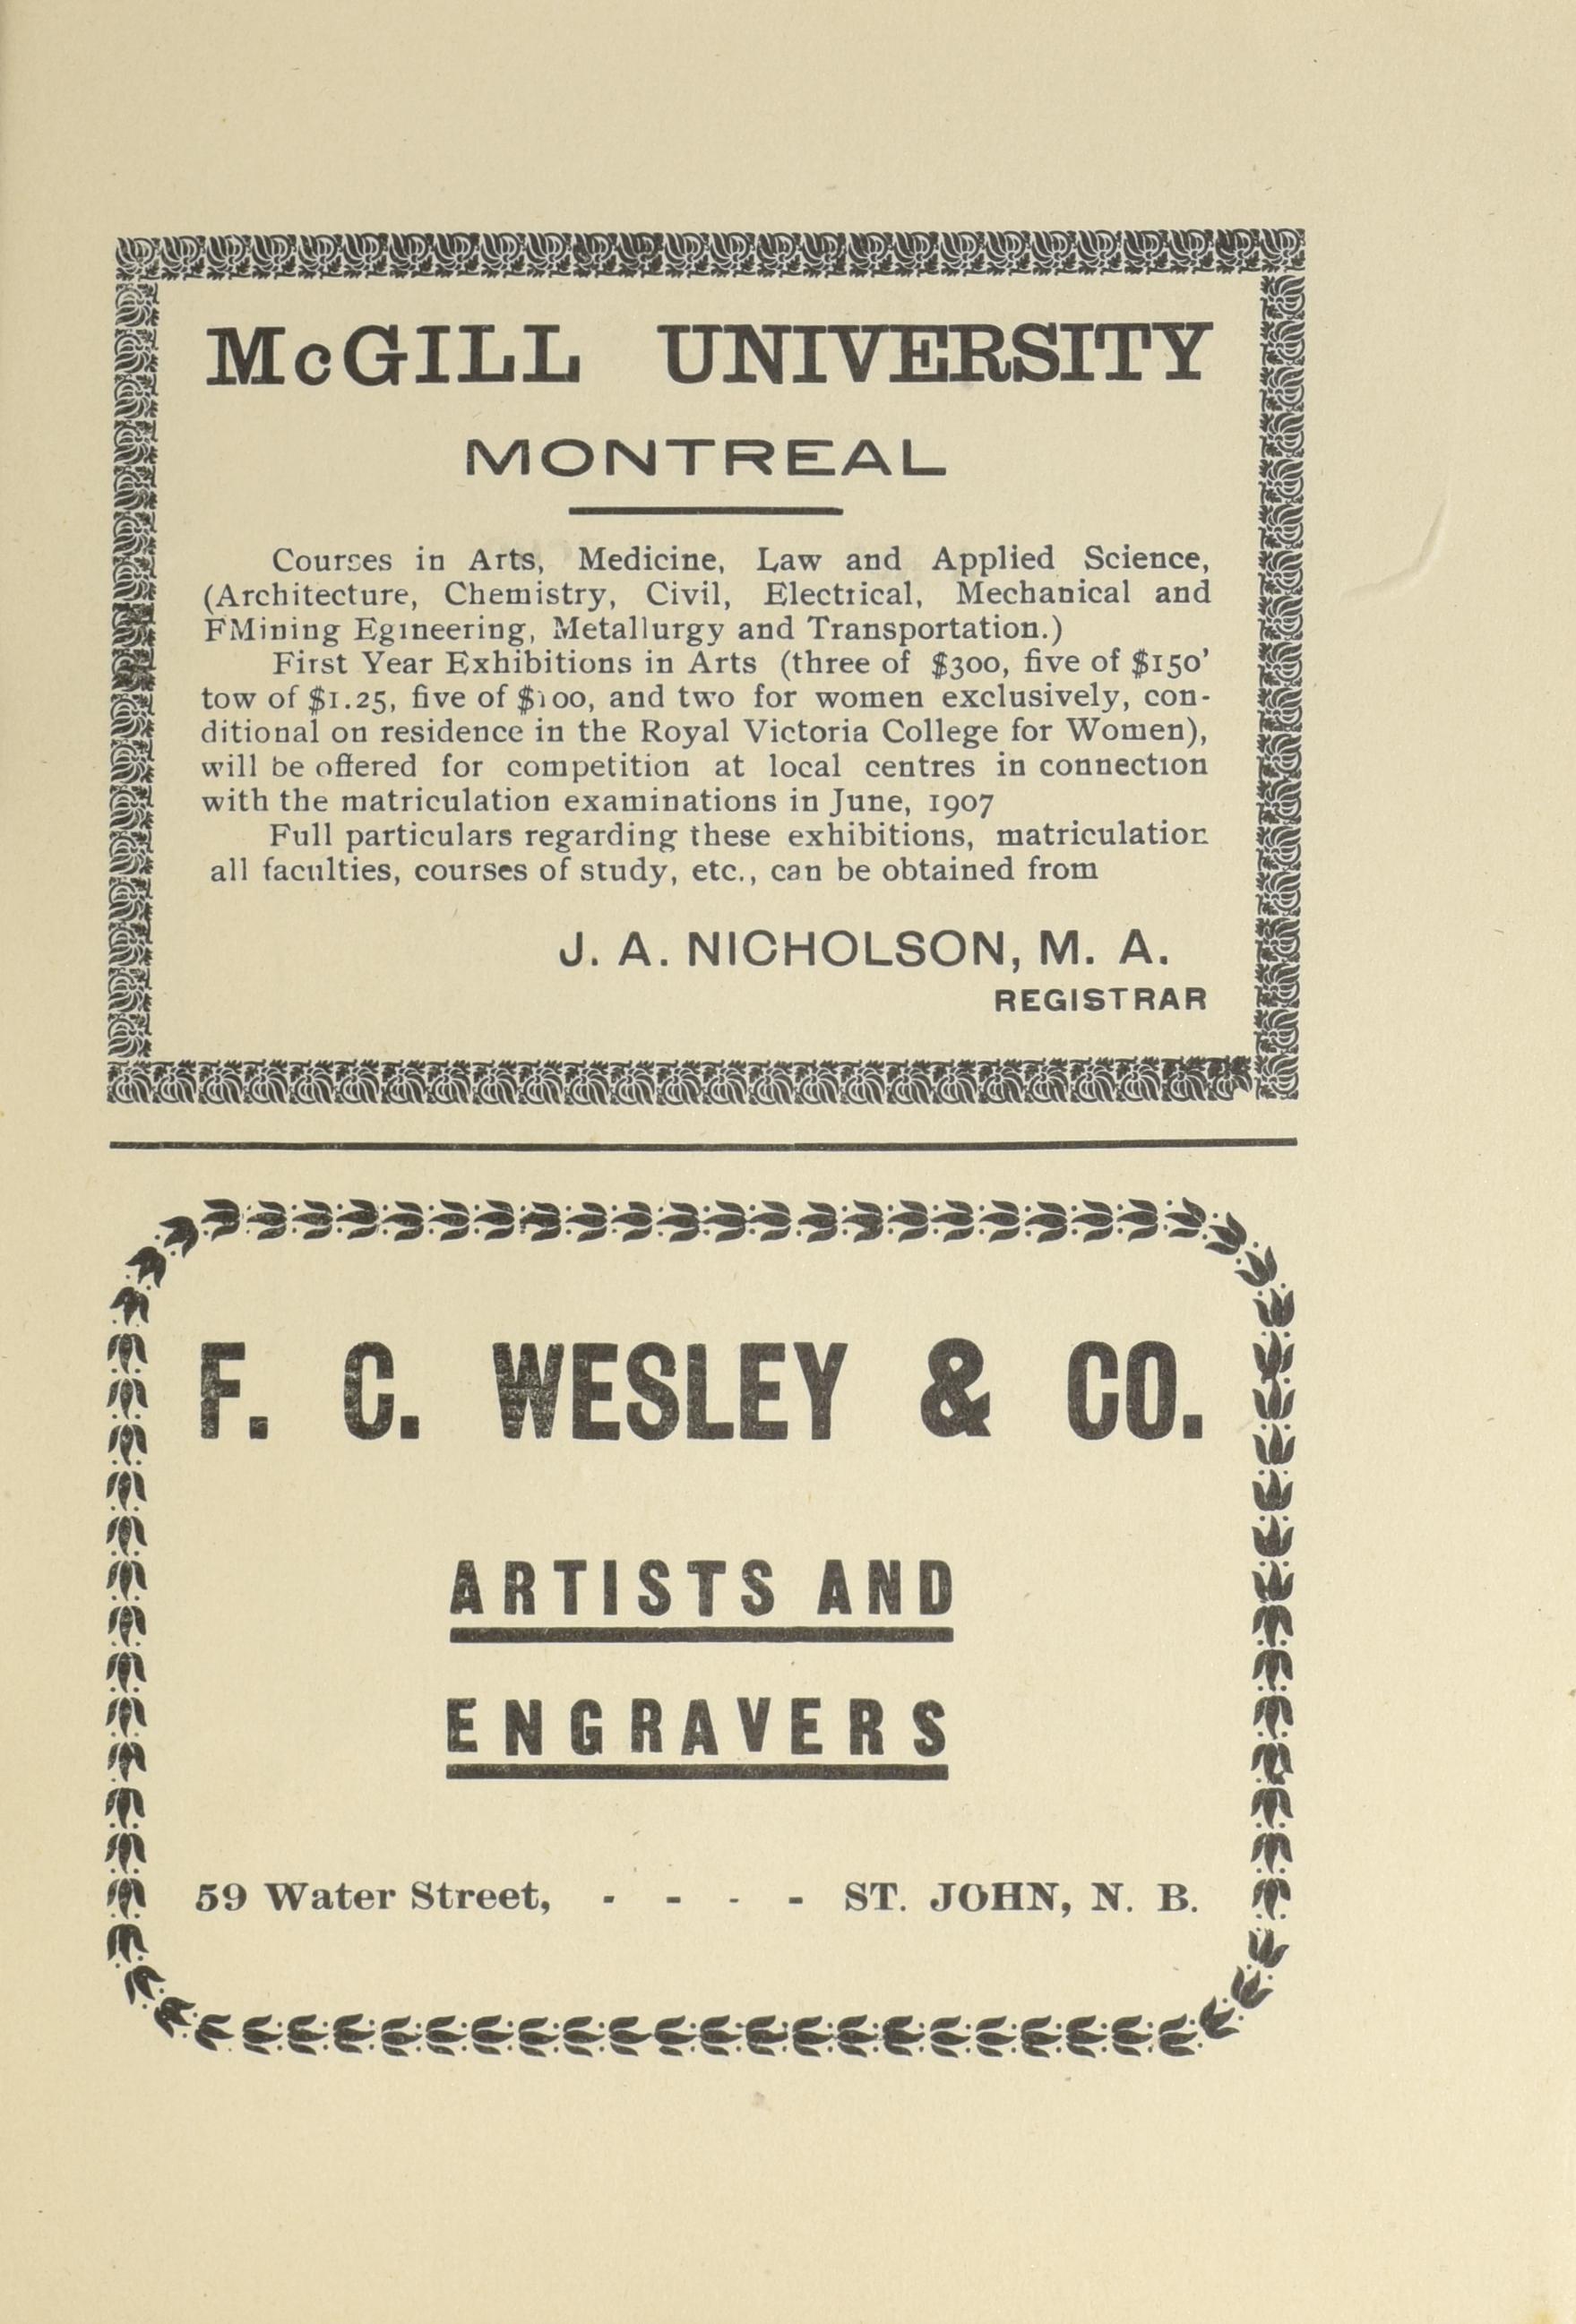 McGILL UNIVERSITY
MONTREAL
Courses in Arts, Medicine, Law and Applied Science,
(Architecture, Chemistry, Civil, Electrical, Mechanical and
FMining Egineering, Metallurgy and Transportation.)
First Year Exhibitions in Arts (three of $300, five of $150’
tow of $1.25, five of $100, and two for women exclusively, con-
ditional on residence in the Royal Victoria College for Women),
will be offered for competition at local centres in connection
with the matriculation examinations in June, 1907
Full particulars regarding these exhibitions, matriculation
all faculties, courses of study, etc., can be obtained from
J. A. NICHOLSON, M. A.
REGISTRAR
F. C. WESLEY & CO.
ARTISTS AND
ENGRAVERS
59 Water Street, - - - - ST. JOHN, N. B.